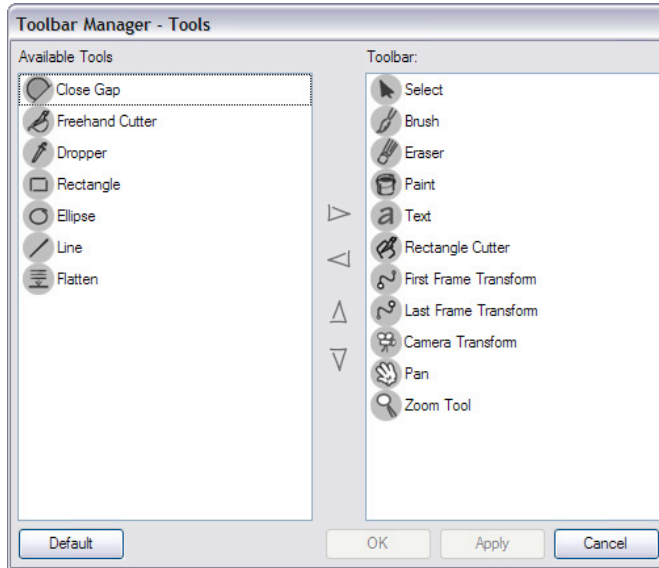 Toolbar Manager - Tools
Available Tools
Close Gap
Freehand Cutter
Dropper
Rectangle
Ellipse
Line
Flatten
Toolbar:
Select
Brush
Eraser
Paint
Text
Rectangle Cutter
First Frame Transform
Last Frame Transform
Camera Transform
Pan
Zoom Tool
Default
OK
Apply
Cancel